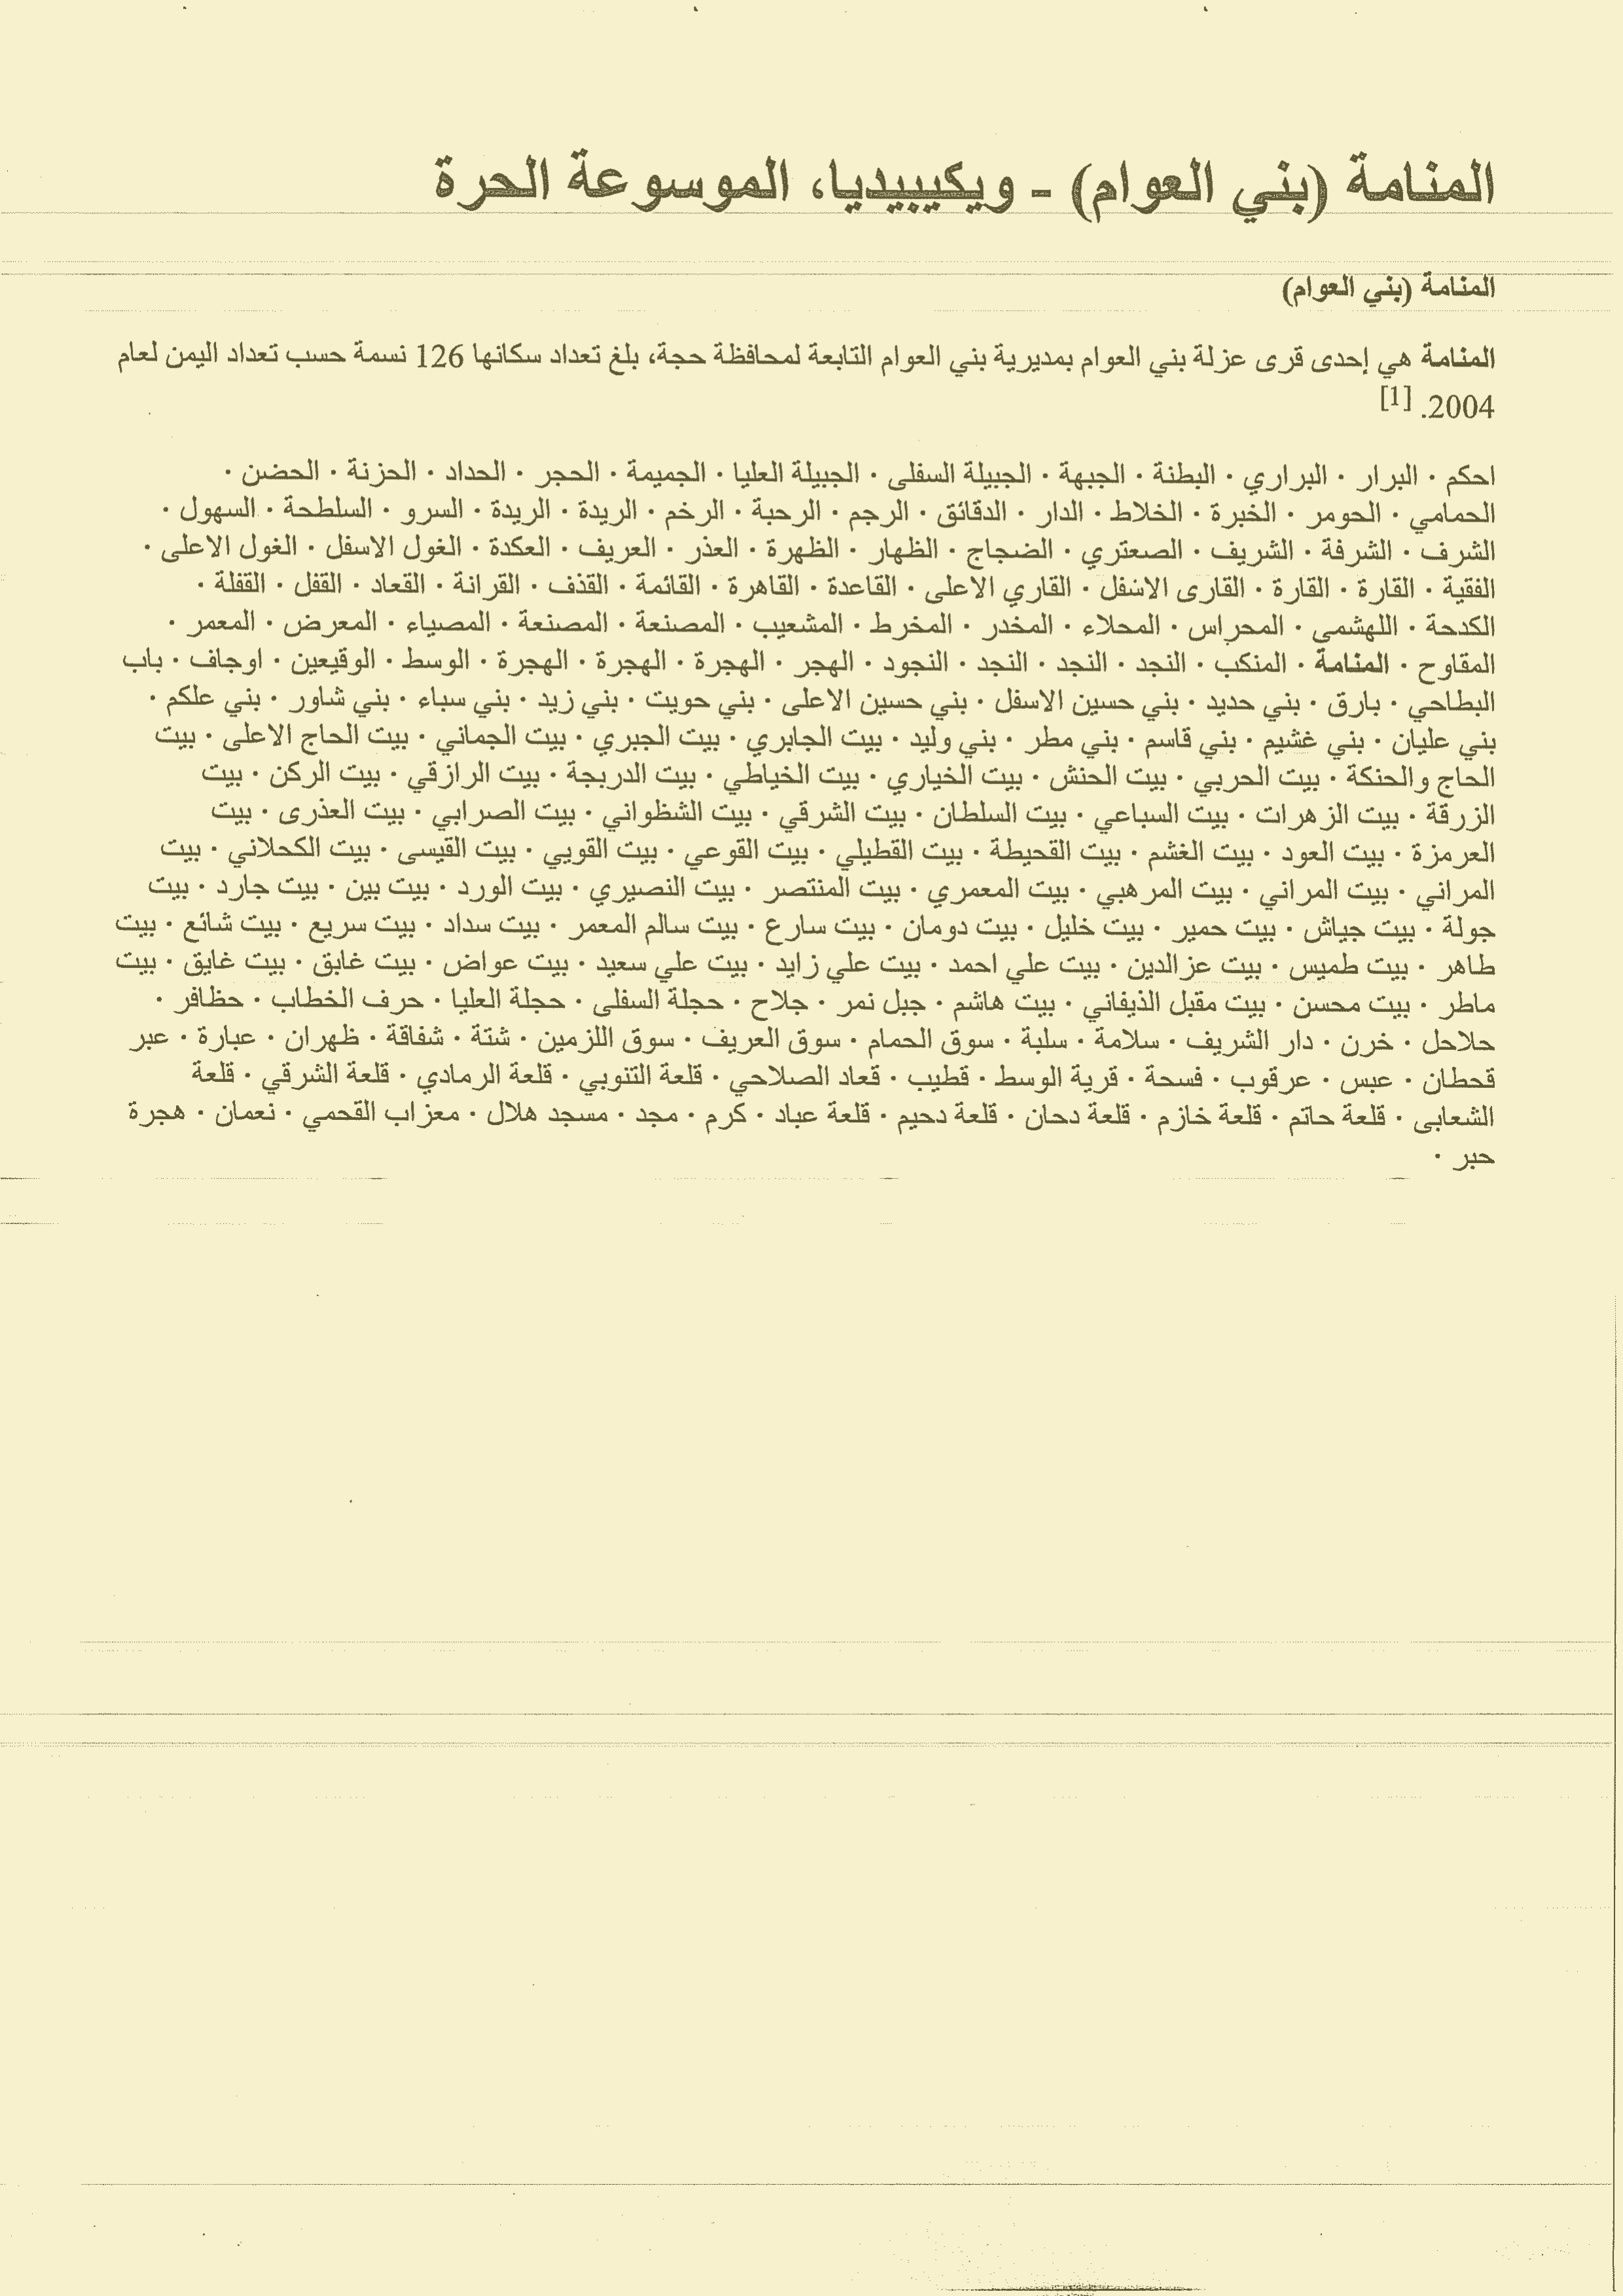 المنامة (بني العوام) - ويكيبيديا، الموسوعة الحرة
المنامة (بني العوام)
المنامة هي إحدى قرى عزلة بني العوام بمديرية بني العوام التابعة لمحافظة حجة، بلغ تعداد سكانها 126 نسمة حسب تعداد اليمن لعام
2004. [1]
احكم · البرار · البراري · البطنة · الجبهة · الجبيلة السفلى · الجبيلة العليا · الجميمة · الحجر · الحداد · الحزنة · الحضن ·
الحمامي · الحومر · الخبرة · الخلاط · الدار · الدقائق · الرجم · الرحبة · الرخم · الريدة · الريدة · السرو · السلطحة · السهول ·
الشرف · الشرفة · الشريف · الصعتري · الضجاج · الظهار · الظهرة · العذر · العريف · العكدة · الغول الاسفل · الغول الاعلى ·
الفقية · القارة · القارة · القارى الاسفل · القاري الاعلى · القاعدة · القاهرة · القائمة · القذف · القرانة · القعاد · القفل · القفلة ·
الكدحة · اللهشمي · المحراس · المحلاء · المخدر · المخرط · المشعيب · المصنعة · المصنعة · المصياء · المعرض · المعمر ·
المقاوح · المنامة · المنكب · النجد · النجد · النجد · النجود · الهجر · الهجرة · الهجرة · الهجرة · الوسط · الوقيعين · اوجاف · باب
البطاحي · بارق · بني حديد · بني حسين الاسفل · بني حسين الاعلى · بني حويت · بني زيد · بني سباء · بني شاور · بني علكم ·
بني عليان · بني غشيم · بني قاسم · بني مطر · بني وليد · بيت الجابري · بيت الجبري · بيت الجماني · بيت الحاج الاعلى · بيت
الحاج والحنكة · بيت الحربي · بيت الحنش · بيت الخياري · بيت الخياطي · بيت الدربجة · بيت الرازقي · بيت الركن · بيت
الزرقة · بيت الزهرات · بيت السباعي · بيت السلطان · بيت الشرقي · بيت الشظواني · بيت الصرابي · بيت العذرى · بيت
العرمزة · بيت العود · بيت الغشم · بيت القحيطة · بيت القطيلي · بيت القوعي · بيت القويي · بيت القيسى · بيت الكحلاني · بيت
المراني · بيت المراني · بيت المرهبي · بيت المعمري · بيت المنتصر · بيت النصيري · بيت الورد · بيت بين · بيت جارد · بيت
جولة · بيت جياش · بيت حمير · بيت خليل · بيت دومان · بيت سارع · بيت سالم المعمر · بيت سداد · بيت سريع · بيت شائع · بيت
طاهر · بيت طميس · بيت عزالدين · بيت علي احمد · بيت علي زايد · بيت علي سعيد · بيت عواض · بيت غابق · بيت غايق · بيت
ماطر · بيت محسن · بيت مقبل الذيفاني · بيت هاشم · جبل نمر · جلاح · حجلة السفلى · حجلة العليا · حرف الخطاب · حظافر ·
حلاحل · خرن · دار الشريف · سلامة · سلبة · سوق الحمام · سوق العريف · سوق اللزمين · شتة · شفاقة · ظهران · عبارة · عبر
قحطان · عبس · عرقوب · فسحة · قرية الوسط · قطيب · قعاد الصلاحي · قلعة التنوبي · قلعة الرمادي · قلعة الشرقي · قلعة
الشعابى · قلعة حاتم · قلعة خازم · قلعة دحان · قلعة دحيم · قلعة عباد · كرم · مجد · مسجد هلال · معزاب القحمي · نعمان · هجرة
حبر ·